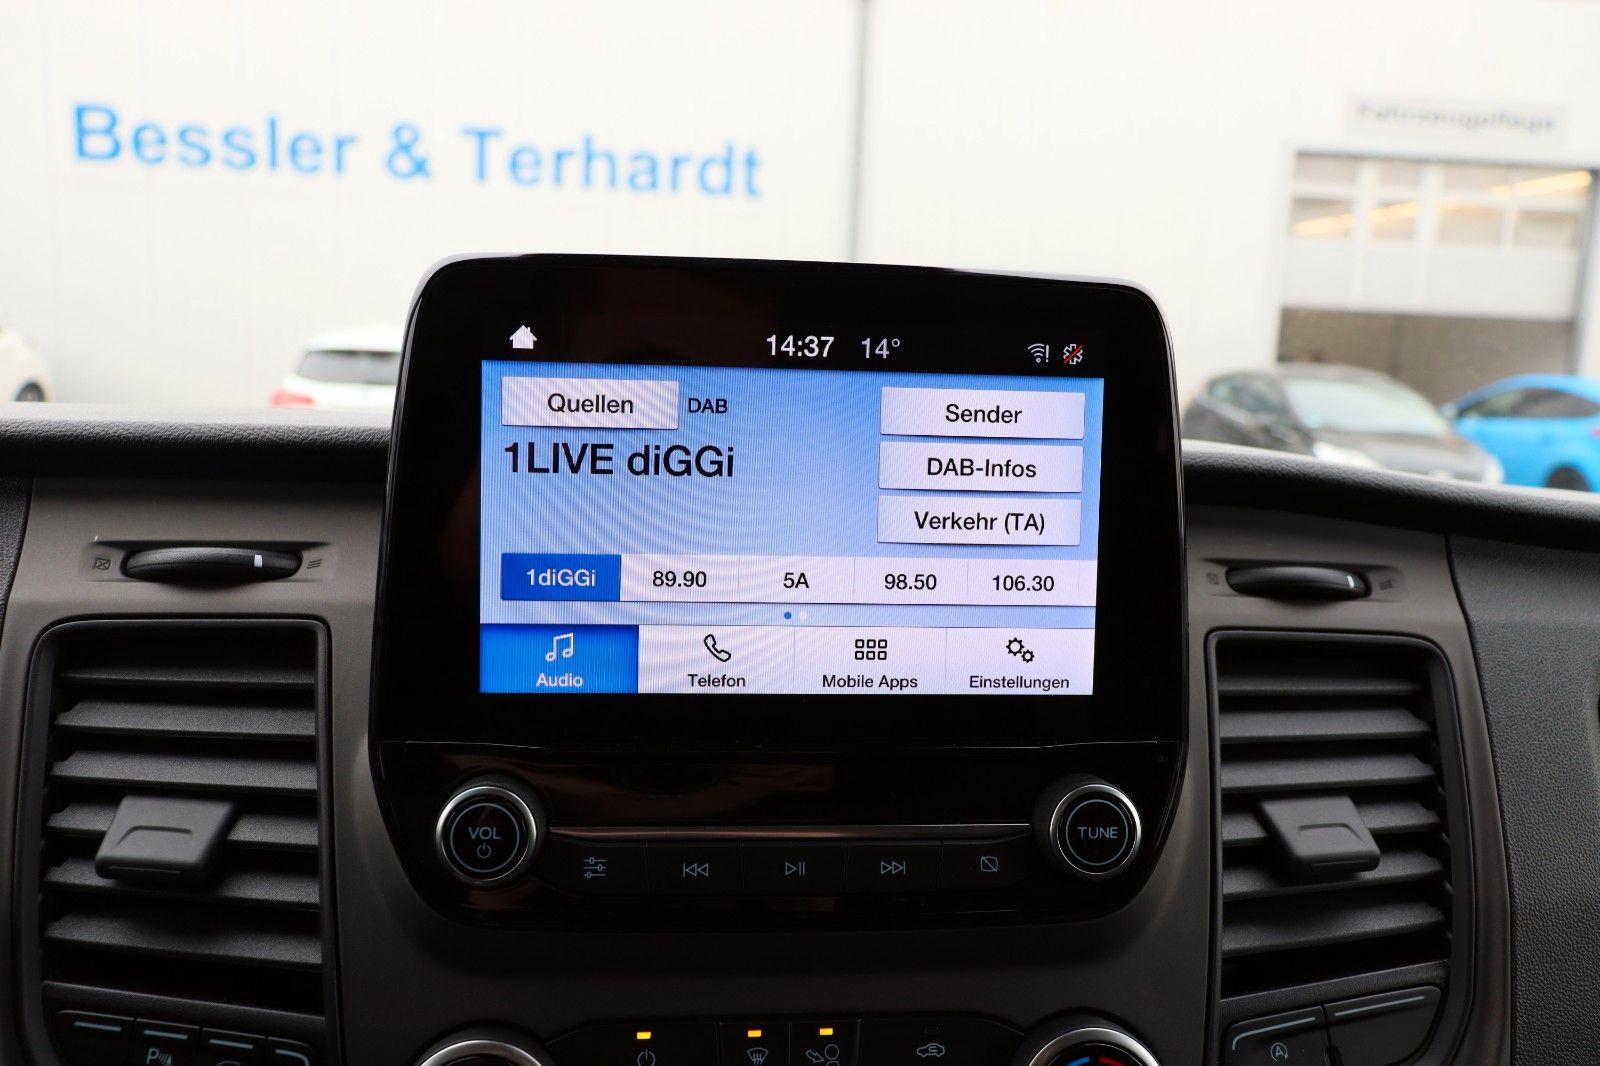 Bessler & Terhardt
Fahrzeugpflege
14:37 14°
Quellen DAB Sender
1LIVE diGGi
DAB-Infos
Verkehr (TA)
1diGGi 89.90 5A 98.50 106.30
Audio Telefon Mobile Apps Einstellungen
VOL TUNE
P
A